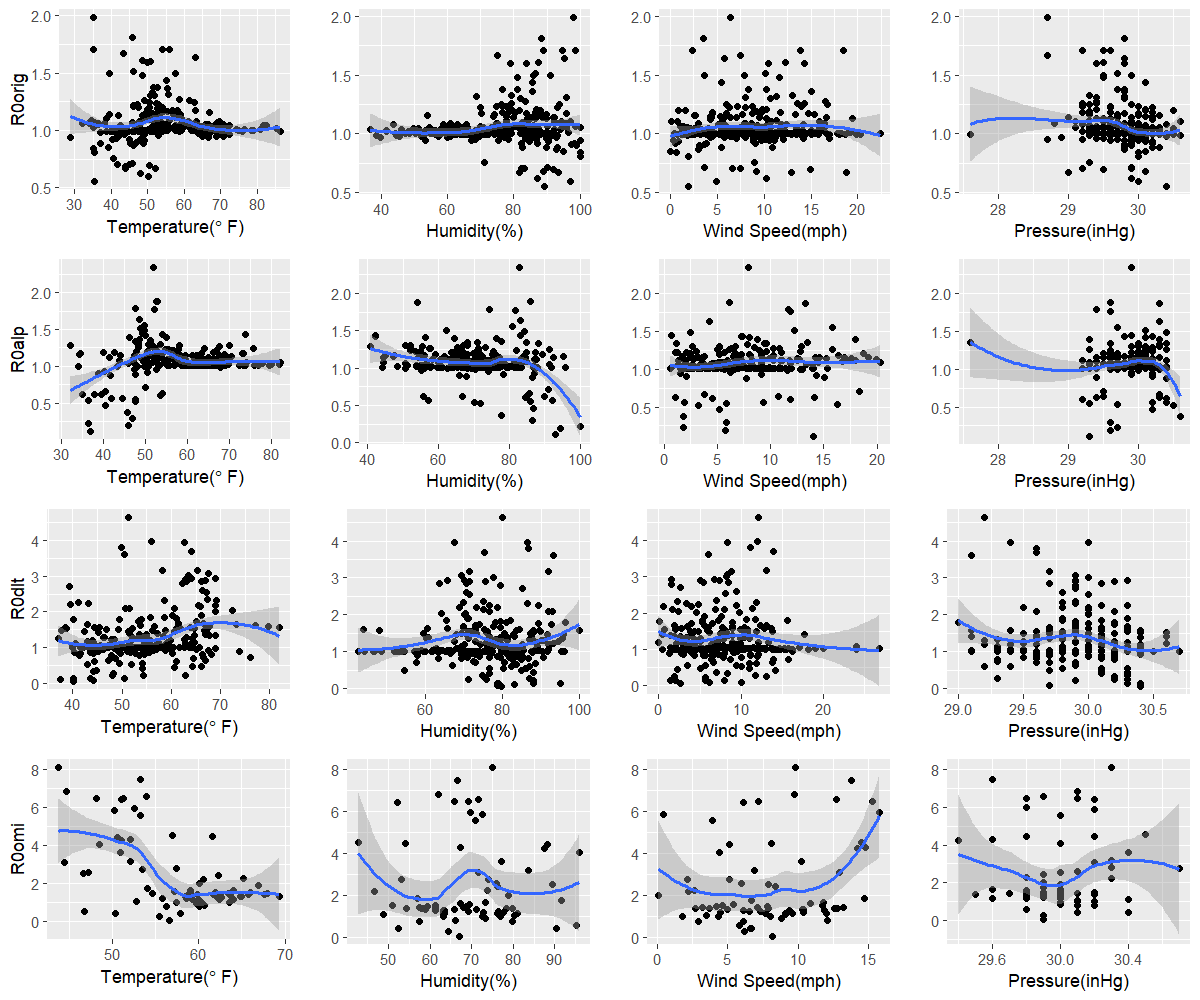 R0orig
2.0
1.5
1.0
0.5
30 40 50 60 70 80
Temperature(° F)
2.0
1.5
1.0
0.5
40 60 80 100
Humidity(%)
2.0
1.5
1.0
0.5
0 5 10 15 20
Wind Speed(mph)
2.0
1.5
1.0
0.5
28 29 30
Pressure(inHg)
R0alp
2.0
1.5
1.0
0.5
30 40 50 60 70 80
Temperature(° F)
2.0
1.5
1.0
0.5
0.0
40 60 80 100
Humidity(%)
2.0
1.5
1.0
0.5
0 5 10 15 20
Wind Speed(mph)
2.0
1.5
1.0
0.5
28 29 30
Pressure(inHg)
R0dlt
4
3
2
1
0
40 50 60 70 80
Temperature(° F)
4
3
2
1
0
60 80 100
Humidity(%)
4
3
2
1
0
0 10 20
Wind Speed(mph)
4
3
2
1
0
29.0 29.5 30.0 30.5
Pressure(inHg)
R0omi
8
6
4
2
0
50 60 70
Temperature(° F)
8
6
4
2
0
50 60 70 80 90
Humidity(%)
8
6
4
2
0
0 5 10 15
Wind Speed(mph)
8
6
4
2
0
29.6 30.0 30.4
Pressure(inHg)